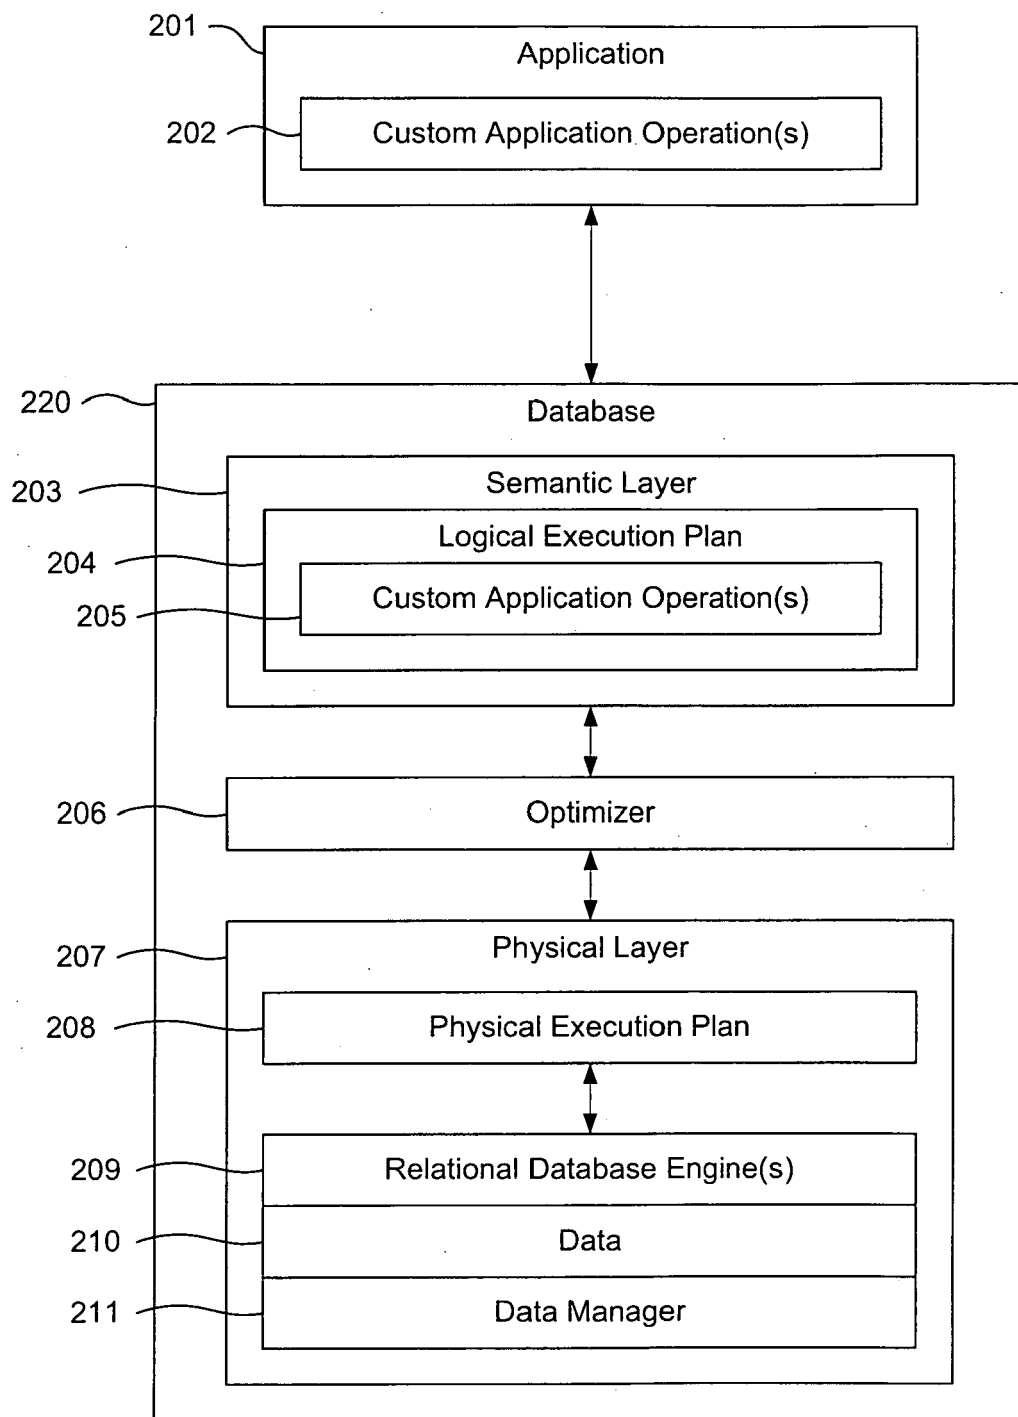 201
Application
202
Custom Application Operation(s)
220
Database
203
Semantic Layer
204
Logical Execution Plan
205
Custom Application Operation(s)
206
Optimizer
207
Physical Layer
208
Physical Execution Plan
209
Relational Database Engine(s)
210
Data
211
Data Manager